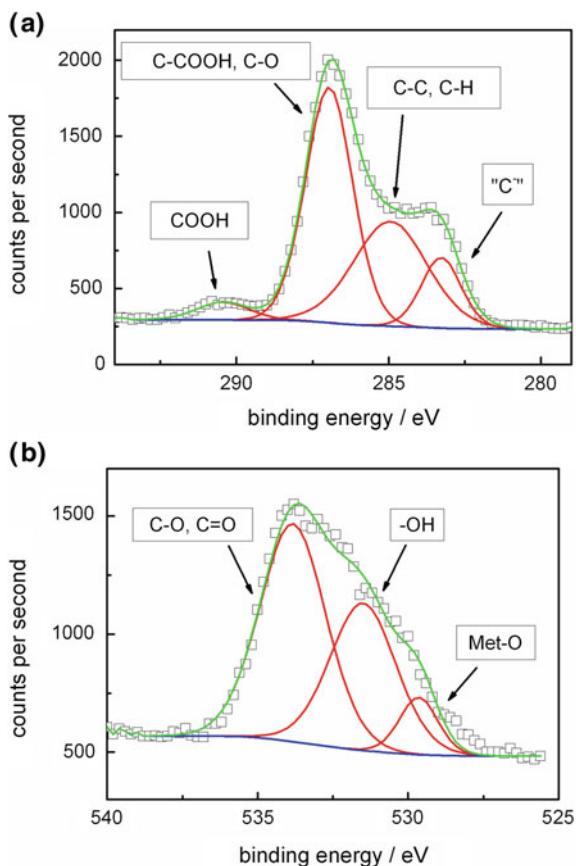 (a)
2000
1500
1000
500
0
counts per second
C-COOH, C-O
C-C, C-H
"C-"
COOH
290
285
280
binding energy / eV
(b)
1500
1000
500
counts per second
C-O, C=O
-OH
Met-O
540
535
530
525
binding energy / eV